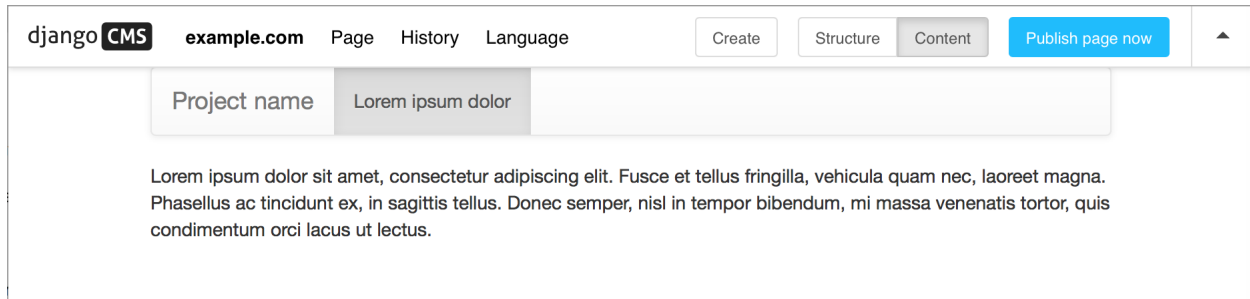 django CMS example.com Page History Language Create Structure Content Publish page now
Project name Lorem ipsum dolor
Lorem ipsum dolor sit amet, consectetur adipiscing elit. Fusce et tellus fringilla, vehicula quam nec, laoreet magna.
Phasellus ac tincidunt ex, in sagittis tellus. Donec semper, nisl in tempor bibendum, mi massa venenatis tortor, quis
condimentum orci lacus ut lectus.